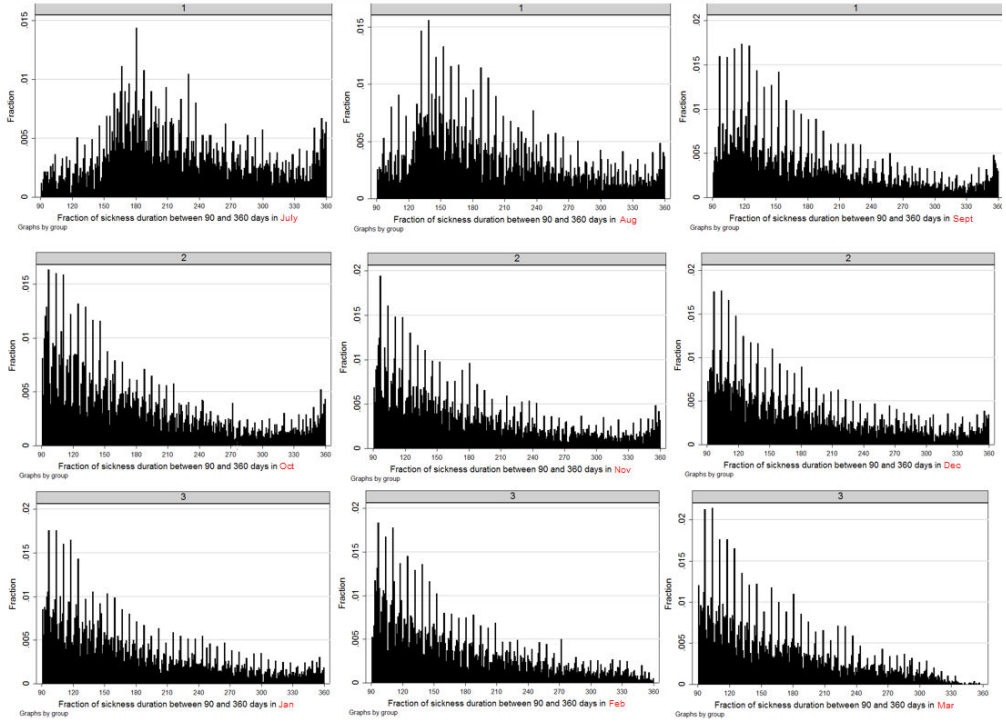 1
Fraction
0 .005 .01 .015
90 120 150 180 210 240 270 300 330 360
Fraction of sickness duration between 90 and 360 days in July
Graphs by group
1
Fraction
0 .005 .01 .015
90 120 150 180 210 240 270 300 330 360
Fraction of sickness duration between 90 and 360 days in Aug
Graphs by group
1
Fraction
0 .005 .01 .015 .02
90 120 150 180 210 240 270 300 330 360
Fraction of sickness duration between 90 and 360 days in Sept
Graphs by group
2
Fraction
0 .005 .01 .015
90 120 150 180 210 240 270 300 330 360
Fraction of sickness duration between 90 and 360 days in Oct
Graphs by group
2
Fraction
0 .005 .01 .015 .02
90 120 150 180 210 240 270 300 330 360
Fraction of sickness duration between 90 and 360 days in Nov
Graphs by group
2
Fraction
0 .005 .01 .015 .02
90 120 150 180 210 240 270 300 330 360
Fraction of sickness duration between 90 and 360 days in Dec
Graphs by group
3
Fraction
0 .005 .01 .015 .02
90 120 150 180 210 240 270 300 330 360
Fraction of sickness duration between 90 and 360 days in Jan
Graphs by group
3
Fraction
0 .005 .01 .015 .02
90 120 150 180 210 240 270 300 330 360
Fraction of sickness duration between 90 and 360 days in Feb
Graphs by group
3
Fraction
0 .005 .01 .015 .02
90 120 150 180 210 240 270 300 330 360
Fraction of sickness duration between 90 and 360 days in Mar
Graphs by group